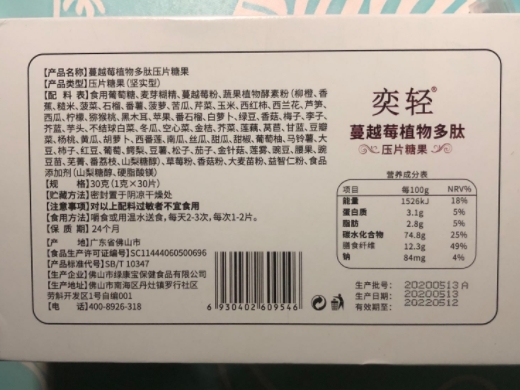 【产品名称】蔓越莓植物多肽压片糖果
【产品类型】压片糖果(坚实型)
【配 料 表】食用葡萄糖、麦芽糊精、蔓越莓粉、蔬果植物酵素粉(柳橙、香
蕉、糙米、菠菜、石榴、番薯、菠萝、苦瓜、芹菜、玉米、西红柿、西兰花、芦笋、
西瓜、柠檬、猕猴桃、黑木耳、苹果、番石榴、白萝卜、绿豆、香菇、梅子、李子、
芥蓝、芋头、不结球白菜、冬瓜、空心菜、金桔、芥菜、莲藕、莴苣、甘蓝、豆瓣
菜、杨桃、黄瓜、胡萝卜、西番莲、南瓜、丝瓜、甜瓜、甜椒、葡萄柚、马铃薯、大
豆、柿子、红豆、葡萄、鳄梨、豆薯、松子、茄子、金针菇、莲雾、豌豆、腰果、豌
豆苗、茭薯、番荔枝、山梨糖醇)、草莓粉、香菇粉、大麦苗粉、益智仁粉、食品
添加剂(山梨糖醇、硬脂酸镁)
【规 格】30克(1克×30片)
【贮藏方法】密封置于阴凉干燥处
【注意事项】对以上配料过敏者不宜食用
【食用方法】嚼食或用温水送食,每天2-3次,每次1-2片。
【保 质 期】24个月
【产 地】广东省佛山市
【食品生产许可证编号】SC11444060500696
【产品标准号】SB/T 10347
【生产企业】佛山市绿康宝保健食品有限公司
【生产地址】佛山市南海区丹灶镇罗行社区
劳斛开发区1号之自编001
【电 话】400-8926-318
6 930402 609546
奕轻®
蔓越莓植物多肽
压片糖果
营养成分表
项目 每100g NRV%
能量 1526kJ 18%
蛋白质 3.1g 5%
脂肪 2.8g 5%
碳水化合物 74.8g 25%
膳食纤维 12.3g 49%
钠 84mg 4%
生产批号: 20200513 A
生产日期: 20200513
有效期至: 20220512